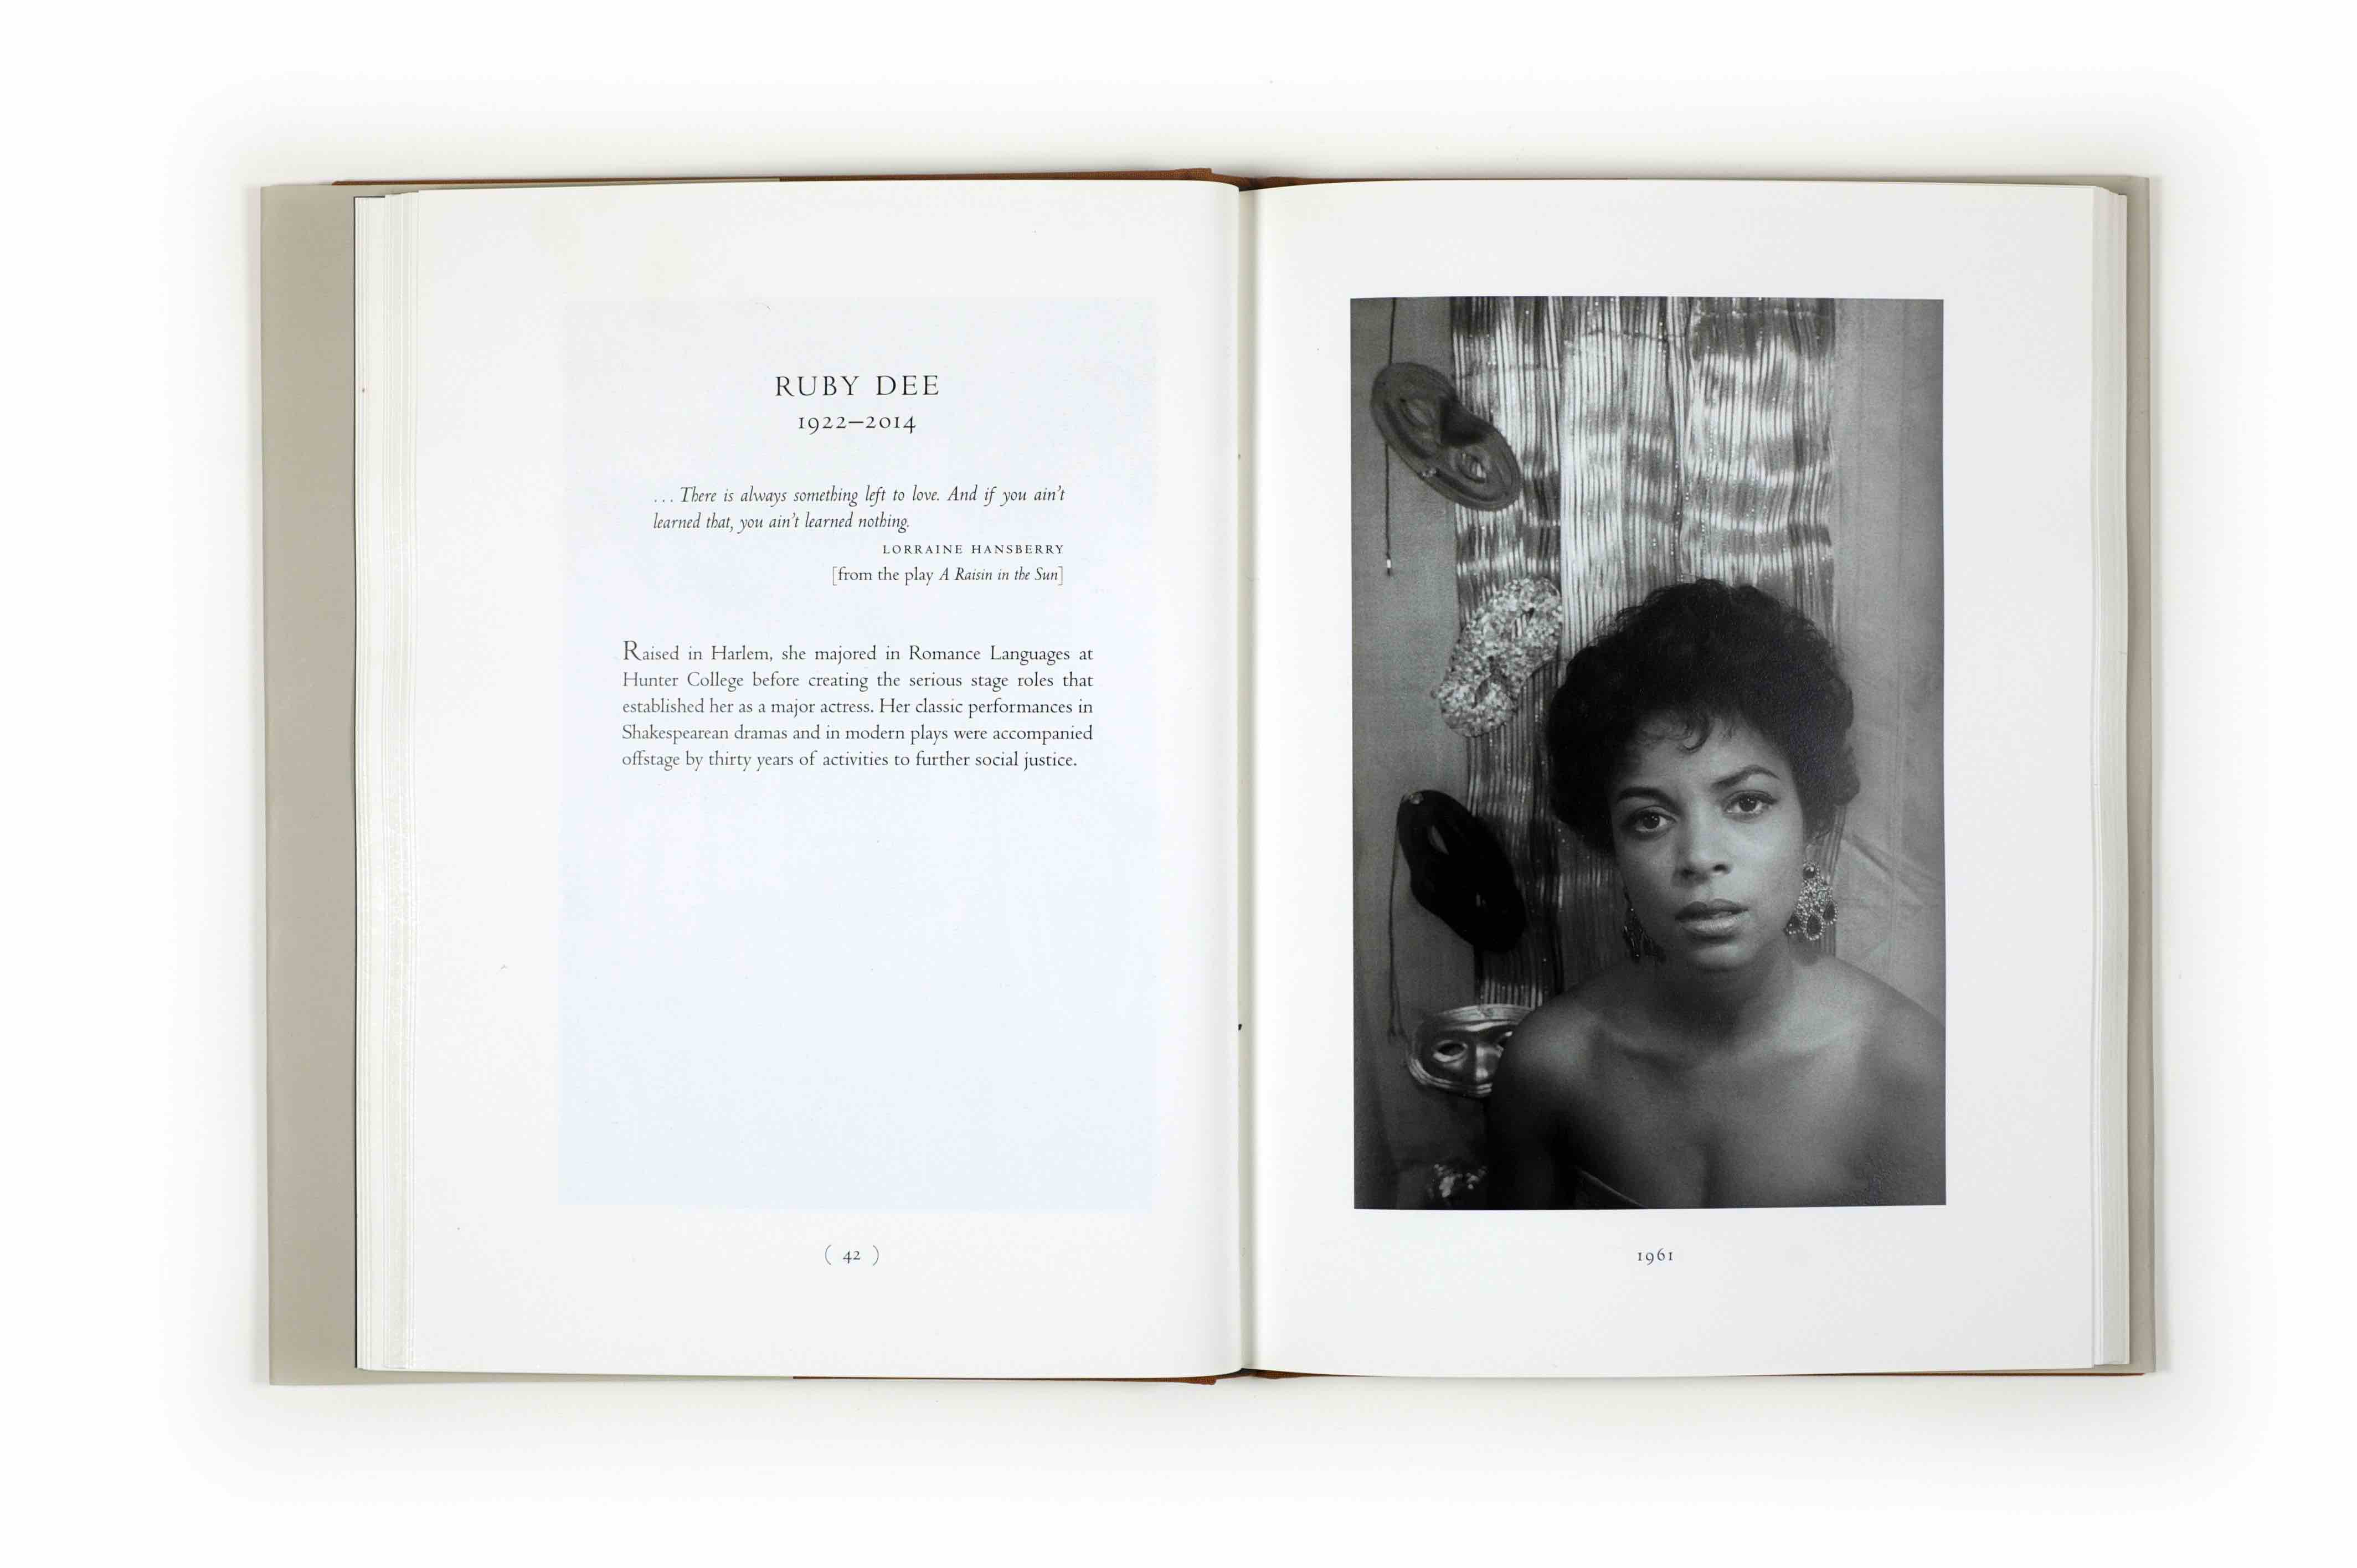 RUBY DEE
1922–2014
. . . There is always something left to love. And if you ain't
learned that, you ain't learned nothing.
LORRAINE HANSBERRY
[from the play A Raisin in the Sun]
Raised in Harlem, she majored in Romance Languages at
Hunter College before creating the serious stage roles that
established her as a major actress. Her classic performances in
Shakespearean dramas and in modern plays were accompanied
offstage by thirty years of activities to further social justice.
( 42 )
1961